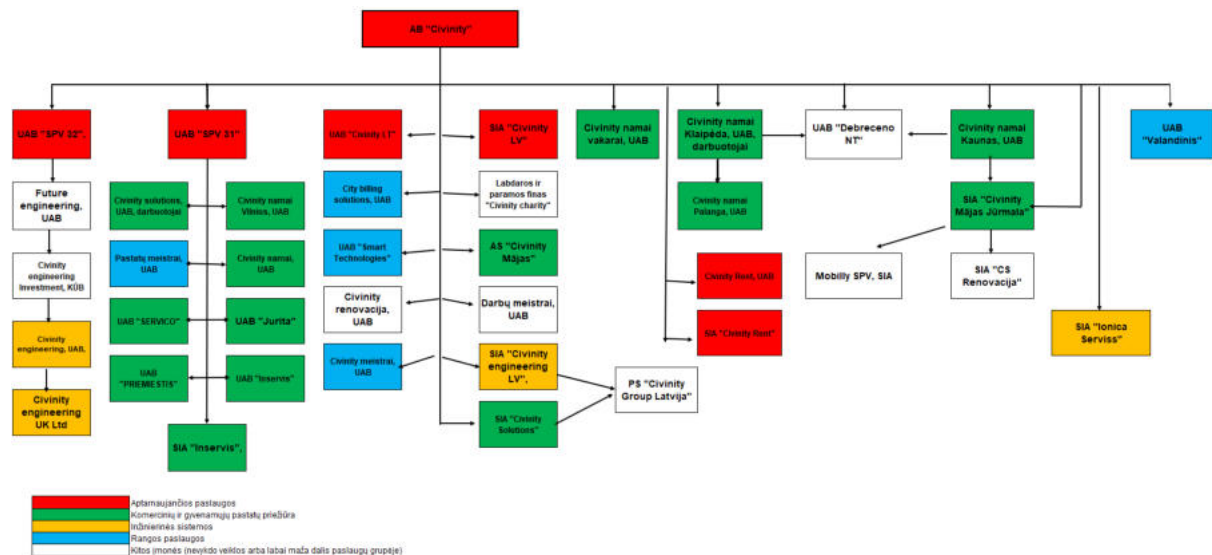 AB "Civinity"
UAB "SPV 32",
UAB "SPV 31"
UAB "Civinity LT"
SIA "Civinity
LV"
Civinity namai
vakarai, UAB
Civinity namai
Klaipėda, UAB,
darbuotojai
UAB "Debreceno
NT"
Civinity namai
Kaunas, UAB
UAB
"Valandinis"
Future
engineering,
UAB
Civinity solutions,
UAB, darbuotojai
Civinity namai
Vilnius, UAB
City billing
solutions, UAB
Labdaros ir
paramos finas
"Civinity charity"
Civinity namai
Palanga, UAB
SIA "Civinity
Mājas Jūrmala"
Civinity
engineering
Investment, KŪB
Pastatų meistrai,
UAB
Civinity namai,
UAB
UAB "Smart
Technologies"
AS "Civinity
Mājas"
Civinity Rent, UAB
Mobilly SPV, SIA
SIA "CS
Renovacija"
Civinity
engineering, UAB,
UAB "SERVICO"
UAB "Jurita"
Civinity
renovacija,
UAB
Darbų meistrai,
UAB
SIA "Civinity Rent"
SIA "Ionica
Serviss"
Civinity
engineering
UK Ltd
UAB
"PRIEMIESTIS"
UAB "Inservis"
Civinity meistrai,
UAB
SIA "Civinity
engineering
LV",
PS "Civinity
Group Latvija"
SIA "Inservis",
SIA "Civinity
Solutions"
Aptarnaujančios paslaugos
Komercinių ir gyvenamųjų pastatų priežiūra
Inžinierinės sistemos
Rangos paslaugos
Kitos įmonės (nevykdo veiklos arba labai maža dalis paslaugų grupėje)